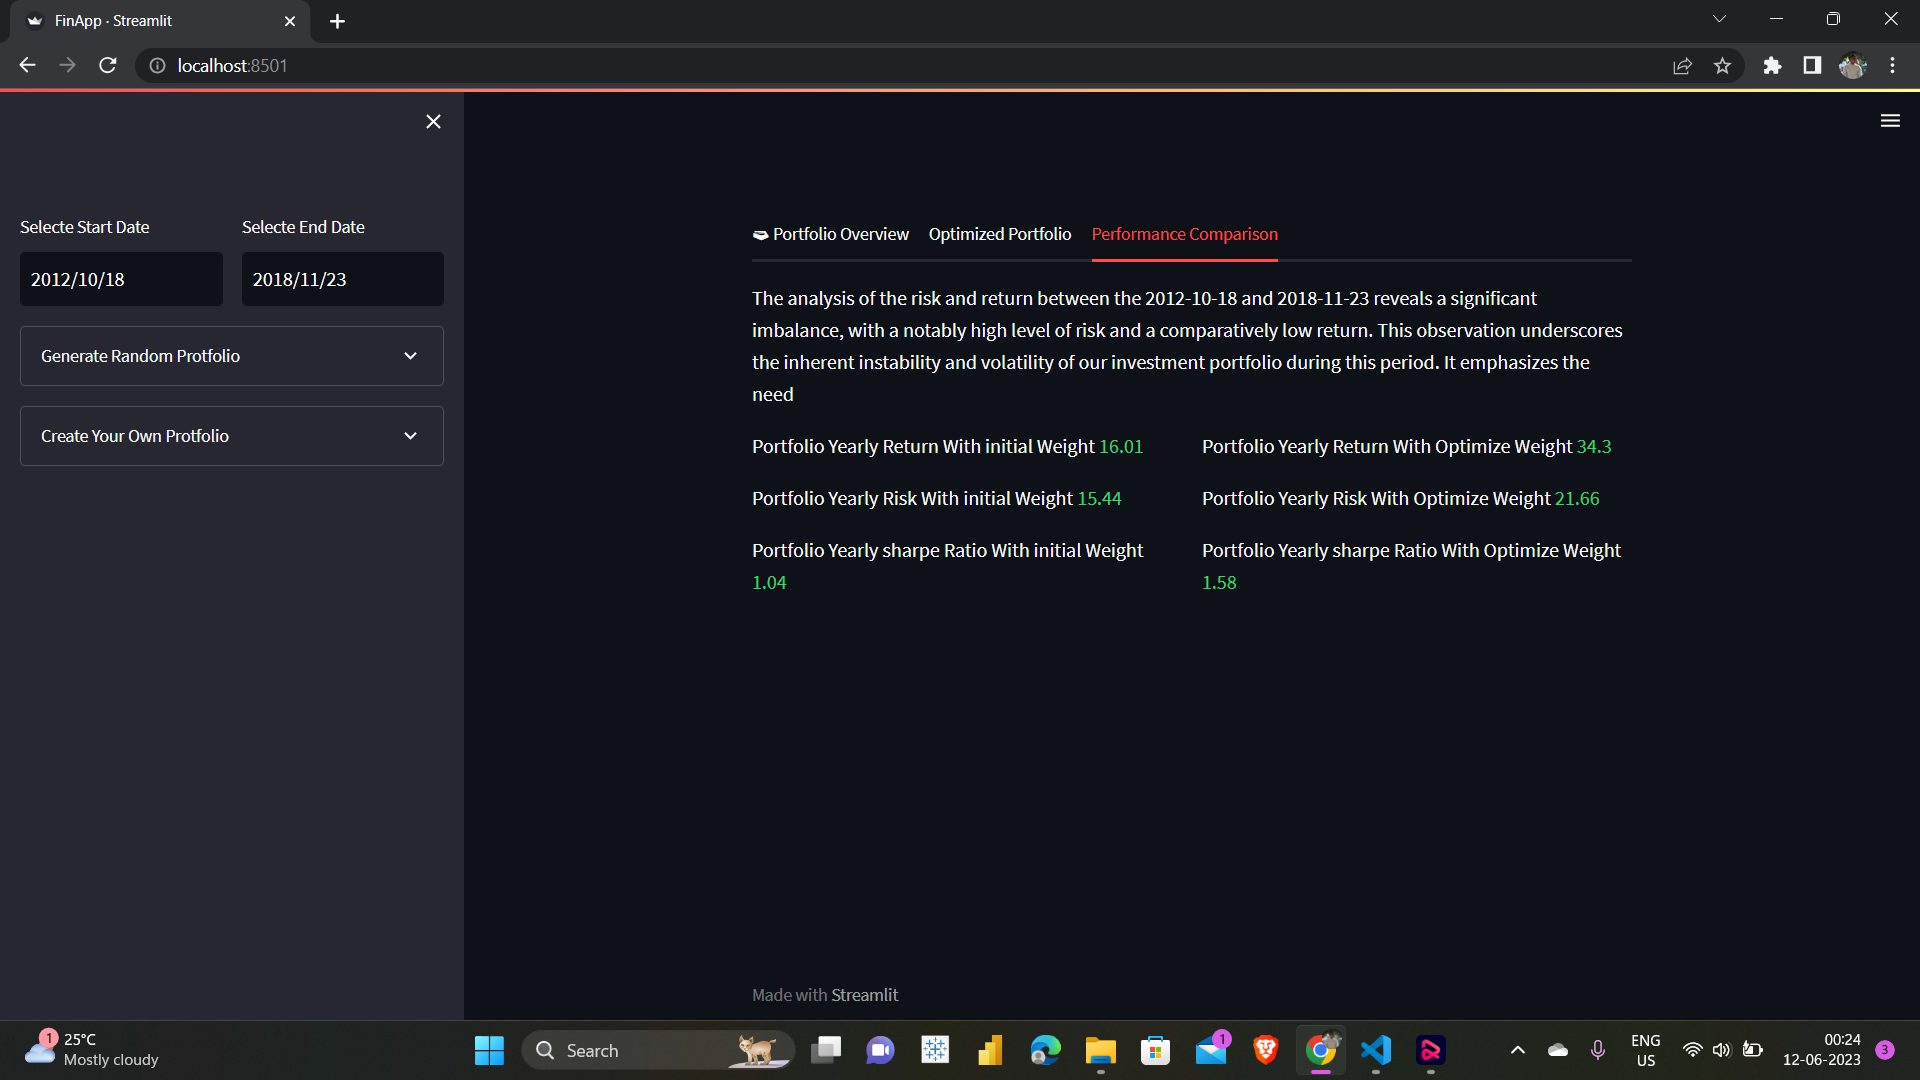 FinApp · Streamlit
localhost:8501
Selecte Start Date
Selecte End Date
2012/10/18
2018/11/23
Generate Random Protfolio
Create Your Own Protfolio
Portfolio Overview
Optimized Portfolio
Performance Comparison
The analysis of the risk and return between the 2012-10-18 and 2018-11-23 reveals a significant
imbalance, with a notably high level of risk and a comparatively low return. This observation underscores
the inherent instability and volatility of our investment portfolio during this period. It emphasizes the
need
Portfolio Yearly Return With initial Weight 16.01
Portfolio Yearly Risk With initial Weight 15.44
Portfolio Yearly sharpe Ratio With initial Weight
1.04
Portfolio Yearly Return With Optimize Weight 34.3
Portfolio Yearly Risk With Optimize Weight 21.66
Portfolio Yearly sharpe Ratio With Optimize Weight
1.58
Made with Streamlit
1
25°C
Mostly cloudy
Search
1
ENG
US
00:24
12-06-2023
3